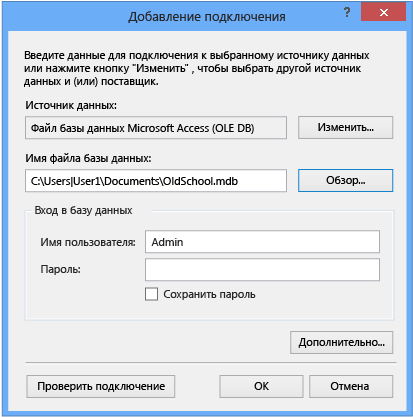 Добавление подключения
?
Введите данные для подключения к выбранному источнику данных
или нажмите кнопку "Изменить" , чтобы выбрать другой источник
данных и (или) поставщик.
Источник данных:
Файл базы данных Microsoft Access (OLE DB)
Изменить...
Имя файла базы данных:
C:\Users|User1\Documents\OldSchool.mdb
Обзор...
Вход в базу данных
Имя пользователя:
Admin
Пароль:
Сохранить пароль
Дополнительно...
Проверить подключение
OK
Отмена